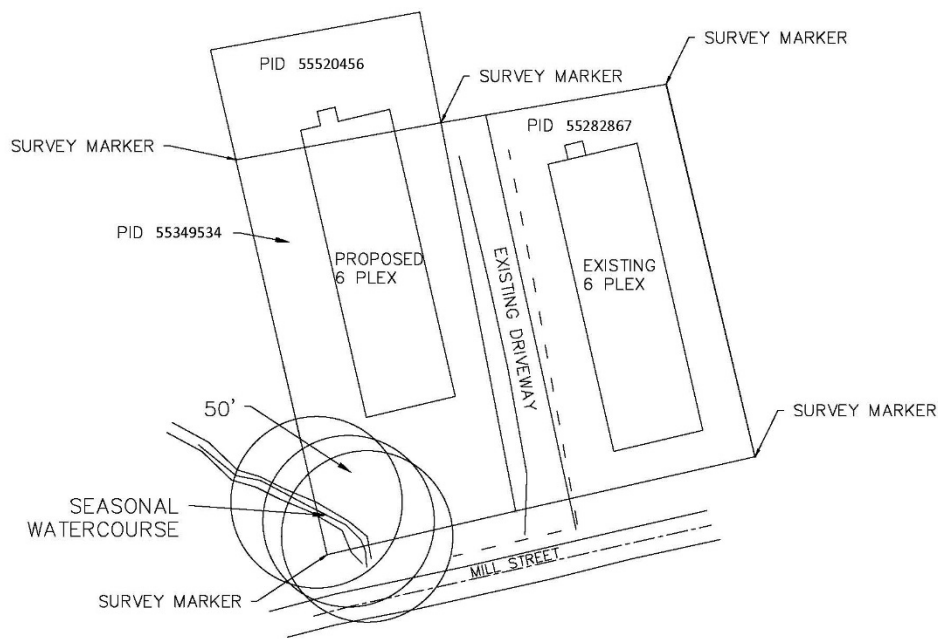 SURVEY MARKER
PID 55520456
SURVEY MARKER
PID 55282867
SURVEY MARKER
PID 55349534
PROPOSED
6 PLEX
EXISTING DRIVEWAY
EXISTING
6 PLEX
50'
SURVEY MARKER
SEASONAL
WATERCOURSE
MILL STREET
SURVEY MARKER